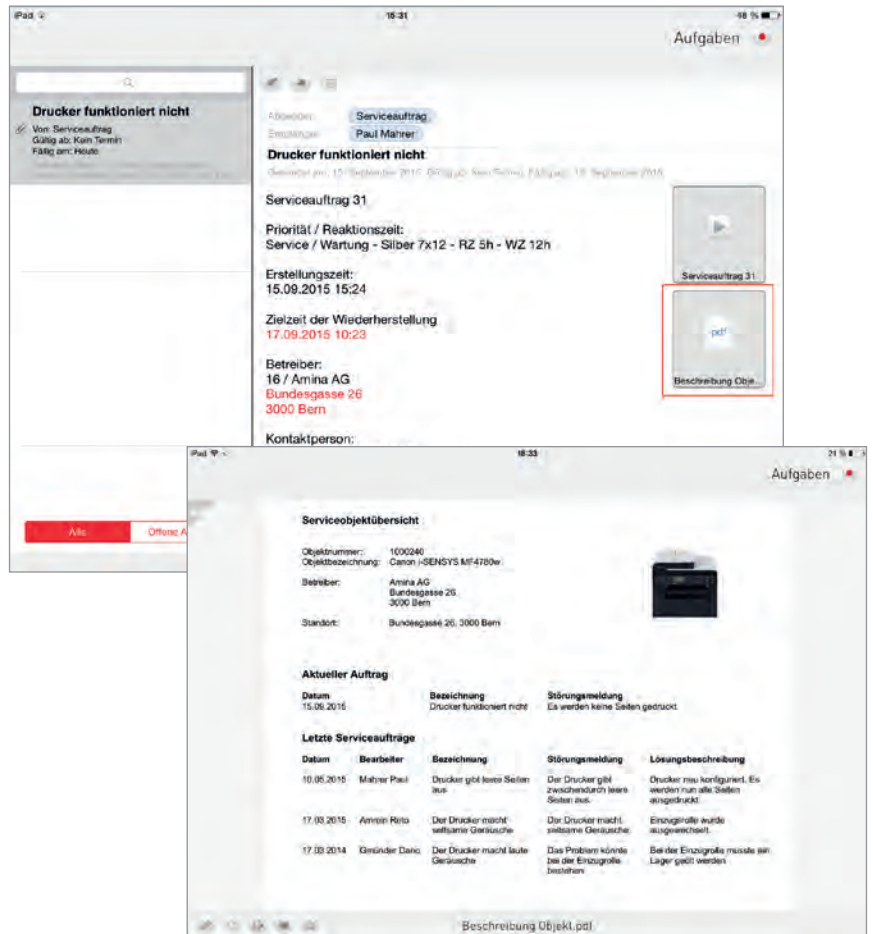 iPad
15:31
48 %
Aufgaben
Drucker funktioniert nicht
Von: Serviceauftrag
Gültig ab: Kein Termin
Fällig am: Heute
Alle
Offene A
Absender:
Serviceauftrag
Empfänger:
Paul Mahrer
Drucker funktioniert nicht
Serviceauftrag 31
Priorität / Reaktionszeit:
Service / Wartung - Silber 7x12 - RZ 5h - WZ 12h
Erstellungszeit:
15.09.2015 15:24
Zielzeit der Wiederherstellung
17.09.2015 10:23
Betreiber:
16 / Amina AG
Bundesgasse 26
3000 Bern
Kontaktperson:
Serviceauftrag 31
pdf
Beschreibung Obje...
iPad
16:33
21 %
Aufgaben
Serviceobjektübersicht
Objektnummer: 1000240
Objektbezeichnung: Canon i-SENSYS MF4780w
Betreiber: Amina AG
Bundesgasse 26
3000 Bern
Standort: Bundesgasse 26, 3000 Bern
Aktueller Auftrag
Datum Bezeichnung Störungsmeldung
15.09.2015 Drucker funktioniert nicht Es werden keine Seiten gedruckt.
Letzte Serviceaufträge
Datum Bearbeiter Bezeichnung Störungsmeldung Lösungsbeschreibung
10.05.2015 Mahrer Paul Drucker gibt leere Seiten Der Drucker gibt Drucker neu konfiguriert. Es
aus zwischendurch leere werden nun alle Seiten
Seiten aus. ausgedruckt.
17.03.2015 Amrein Reto Der Drucker macht Der Drucker macht Einzugrolle wurde
seltsame Geräusche seltsame Geräusche. ausgewechselt.
17.03.2014 Gmünder Dario Der Drucker macht laute Das Problem könnte Bei der Einzugrolle musste ein
Geräusche bei der Einzugrolle Lager geölt werden
bestehen
Beschreibung Objekt.pdf